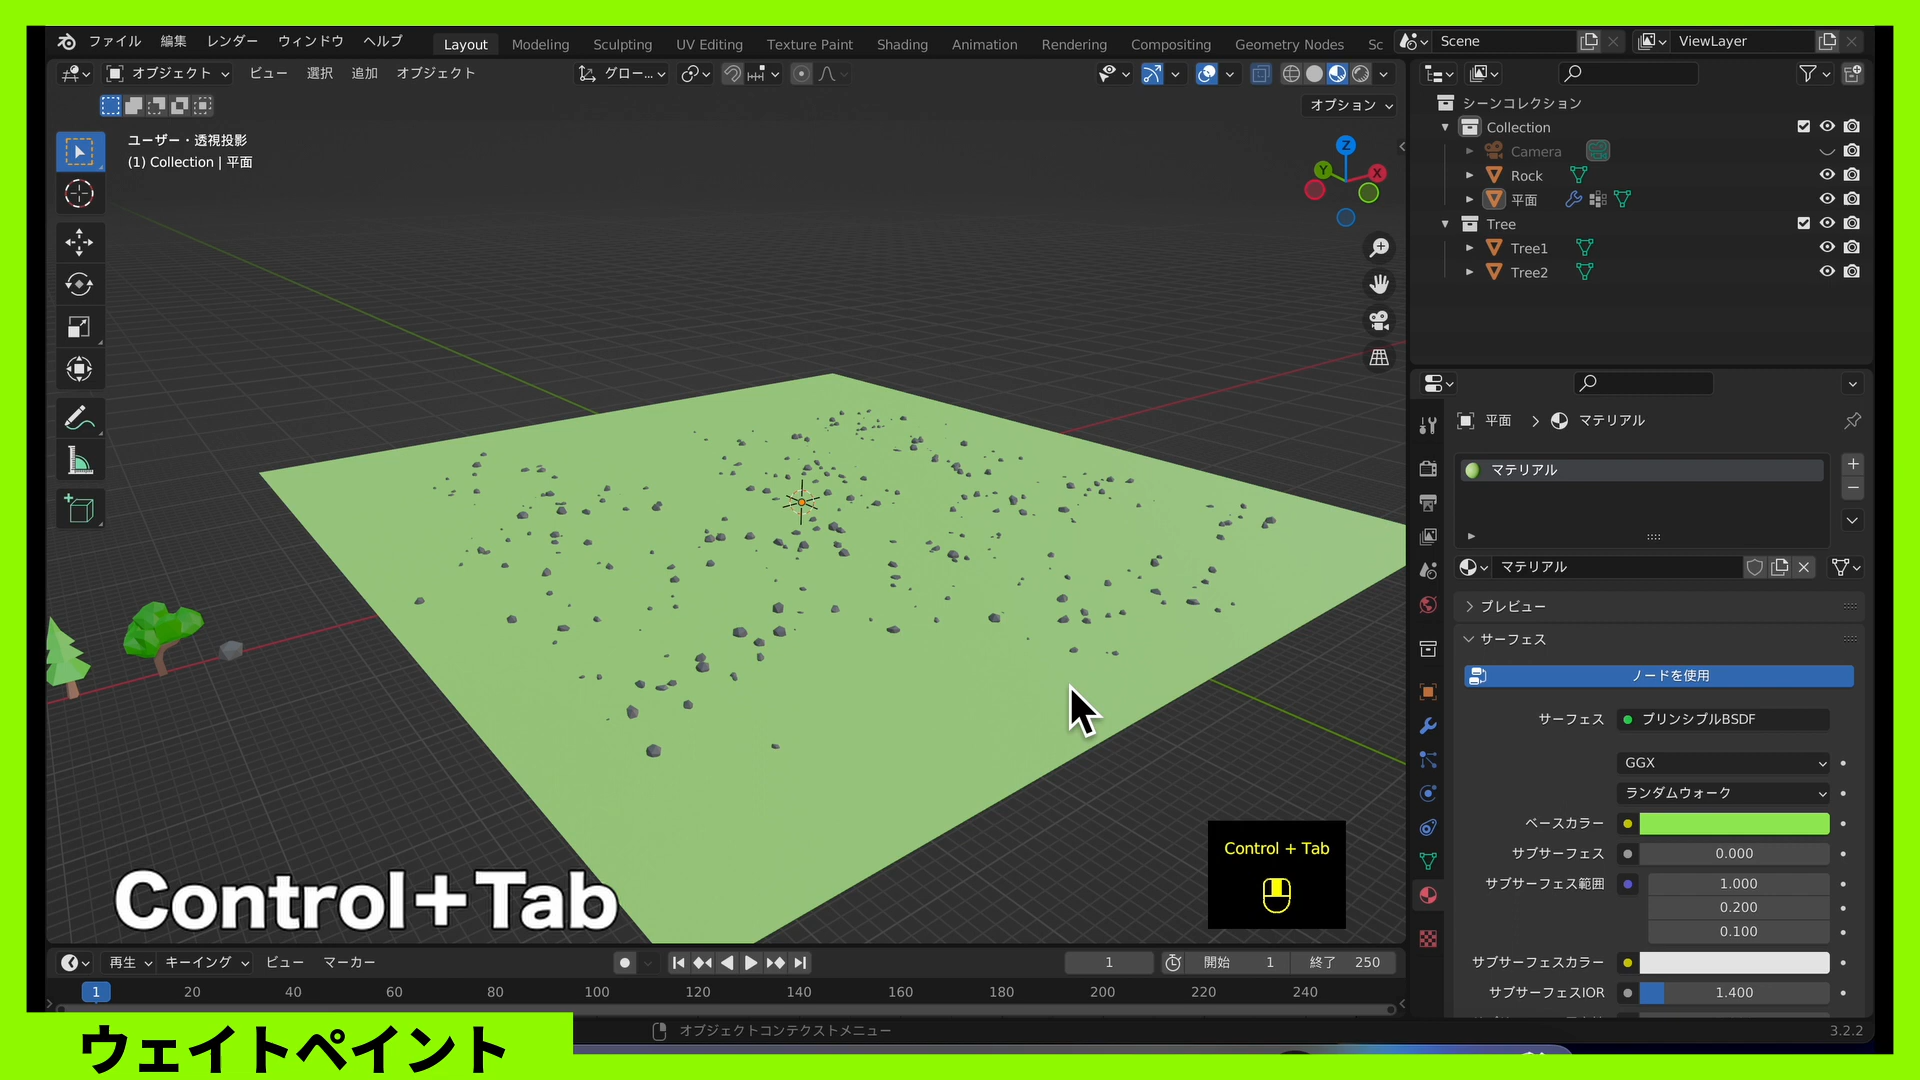 ファイル 編集 レンダー ウィンドウ ヘルプ Layout Modeling Sculpting UV Editing Texture Paint Shading Animation Rendering Compositing Geometry Nodes Sc Scene ViewLayer
オブジェクト ビュー 選択 追加 オブジェクト グロー...
オプション
ユーザー・透視投影
(1) Collection | 平面
Z
Y
X
シーンコレクション
Collection
Camera
Rock
平面
Tree
Tree1
Tree2
平面 マテリアル
マテリアル
マテリアル
プレビュー
サーフェス
ノードを使用
サーフェス プリンシプルBSDF
GGX
ランダムウォーク
ベースカラー
サブサーフェス 0.000
サブサーフェス範囲 1.000
0.200
0.100
サブサーフェスカラー
サブサーフェスIOR 1.400
Control + Tab
Control＋Tab
再生 キーイング ビュー マーカー 1 開始 1 終了 250
1 20 40 60 80 100 120 140 160 180 200 220 240
オブジェクトコンテクストメニュー 3.2.2
ウェイトペイント